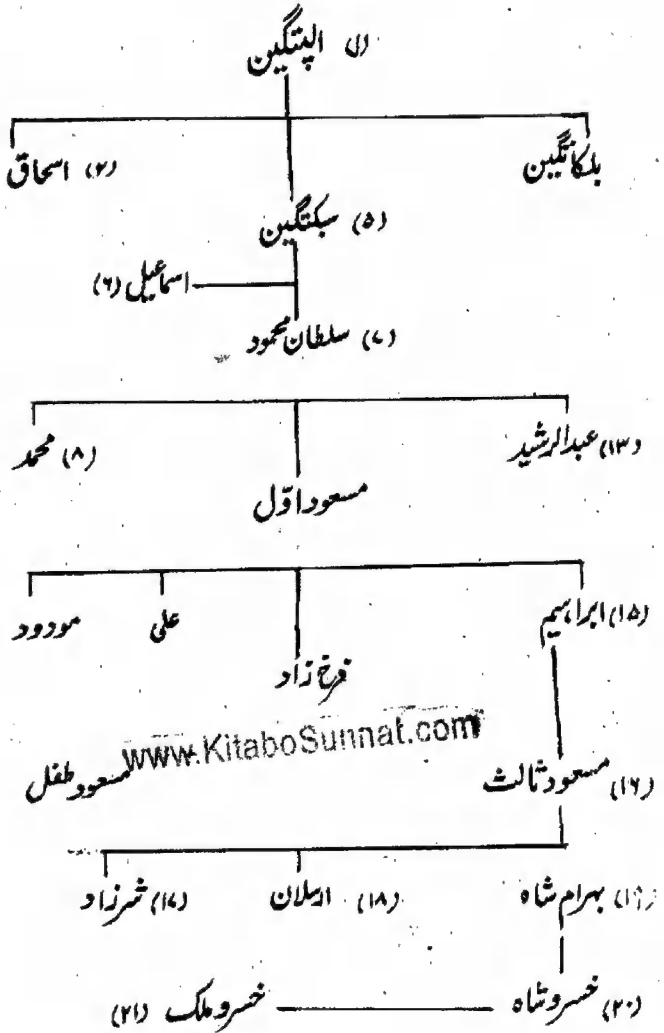 (۱) الپتگین
بلکاتگین (۲) اسحاق
(۵) سبکتگین
اسماعیل (۶)
(۷) سلطان محمود
(۱۳) عبدالرشید (۸) محمد
مسعود اوّل
(۱۵) ابراہیم علی مودود
فرخ زاد
www.KitaboSunnat.com
(۱۶) مسعود ثالث مسعود طفل
(۱۹) بہرام شاہ (۱۸) ارسلان (۱۷) شرزاد
(۲۰) خسرو شاہ خسرو ملک (۲۱)